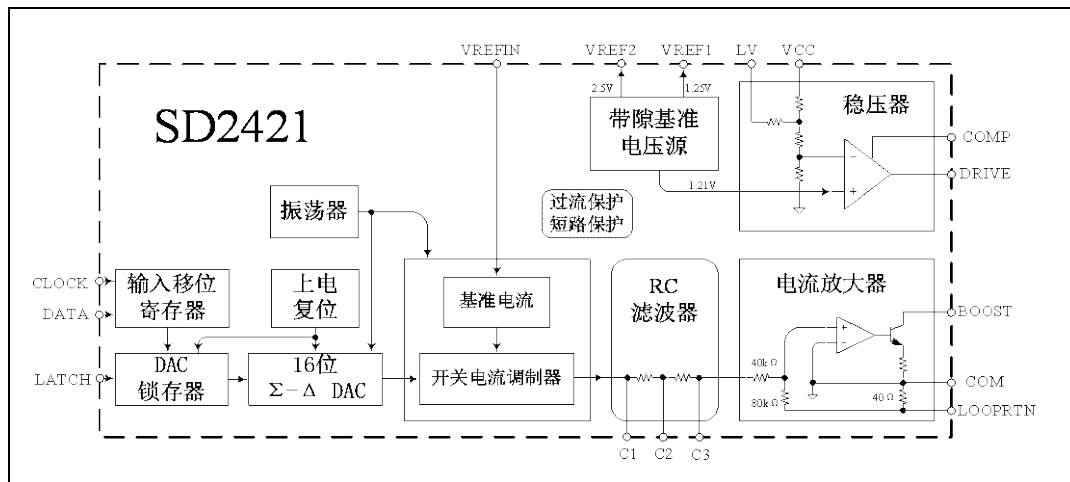 VREFIN
VREF2
VREF1
LV
VCC
2.5V
1.25V
SD2421
带隙基准
电压源
稳压器
COMP
DRIVE
1.21V
振荡器
过流保护
短路保护
CLOCK
DATA
LATCH
输入移位
寄存器
上电
复位
基准电流
RC
滤波器
电流放大器
BOOST
DAC
锁存器
16位
Σ-Δ DAC
开关电流调制器
40kΩ
80kΩ
40Ω
COM
LOOPRTN
C1
C2
C3